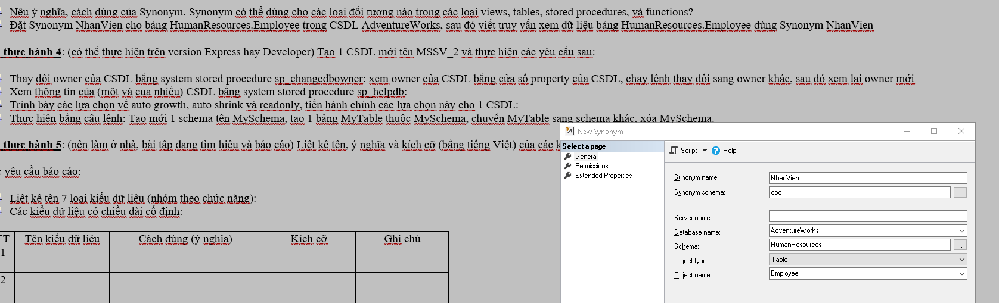 Nêu ý nghĩa, cách dùng của Synonym. Synonym có thể dùng cho các loại đối tượng nào trong các loại views, tables, stored procedures, và functions?
Đặt Synonym NhanVien cho bảng HumanResources.Employee trong CSDL AdventureWorks, sau đó viết truy vấn xem dữ liệu bảng HumanResources.Employee dùng Synonym NhanVien
thực hành 4: (có thể thực hiện trên version Express hay Developer) Tạo 1 CSDL mới tên MSSV_2 và thực hiện các yêu cầu sau:
Thay đổi owner của CSDL bằng system stored procedure sp_changedbowner: xem owner của CSDL bằng cửa sổ property của CSDL, chạy lệnh thay đổi sang owner khác, sau đó xem lại owner mới
Xem thông tin của (một và của nhiều) CSDL bằng system stored procedure sp_helpdb:
Trình bày các lựa chọn về auto growth, auto shrink và readonly, tiến hành chỉnh các lựa chọn này cho 1 CSDL:
Thực hiện bằng câu lệnh: Tạo mới 1 schema tên MySchema, tạo 1 bảng MyTable thuộc MySchema, chuyển MyTable sang schema khác, xóa MySchema.
thực hành 5: (nên làm ở nhà, bài tập dạng tìm hiểu và báo cáo) Liệt kê tên, ý nghĩa và kích cỡ (bằng tiếng Việt) của các
yêu cầu báo cáo:
Liệt kê tên 7 loại kiểu dữ liệu (nhóm theo chức năng):
Các kiểu dữ liệu có chiều dài cố định:
TT Tên kiểu dữ liệu Cách dùng (ý nghĩa) Kích cỡ Ghi chú
1
2
New Synonym
Select a page
General
Permissions
Extended Properties
Script Help
Synonym name: NhanVien
Synonym schema: dbo ...
Server name:
Database name: AdventureWorks
Schema: HumanResources ...
Object type: Table
Object name: Employee